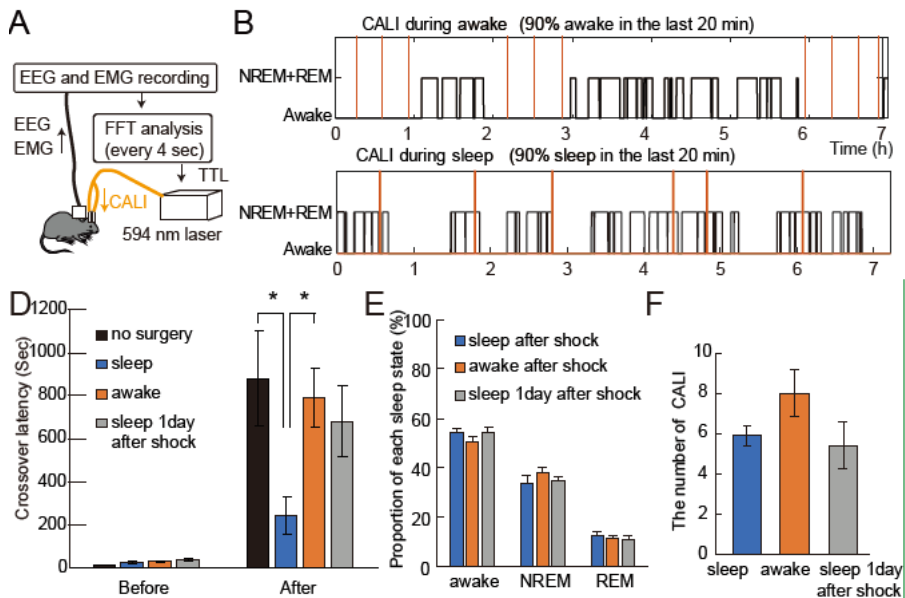 A
EEG and EMG recording
EEG
EMG
FFT analysis
(every 4 sec)
TTL
CALI
594 nm laser
B
CALI during awake (90% awake in the last 20 min)
NREM+REM
Awake
0 1 2 3 4 5 6 7
Time (h)
CALI during sleep (90% sleep in the last 20 min)
NREM+REM
Awake
0 1 2 3 4 5 6 7
D
Crossover latency (Sec)
1200
1000
800
600
400
200
0
no surgery
sleep
awake
sleep 1day
after shock
* *
Before After
E
Proportion of each sleep state (%)
100
80
60
40
20
0
sleep after shock
awake after shock
sleep 1day after shock
awake NREM REM
F
The number of CALI
10
8
6
4
2
0
sleep awake sleep 1day
after shock